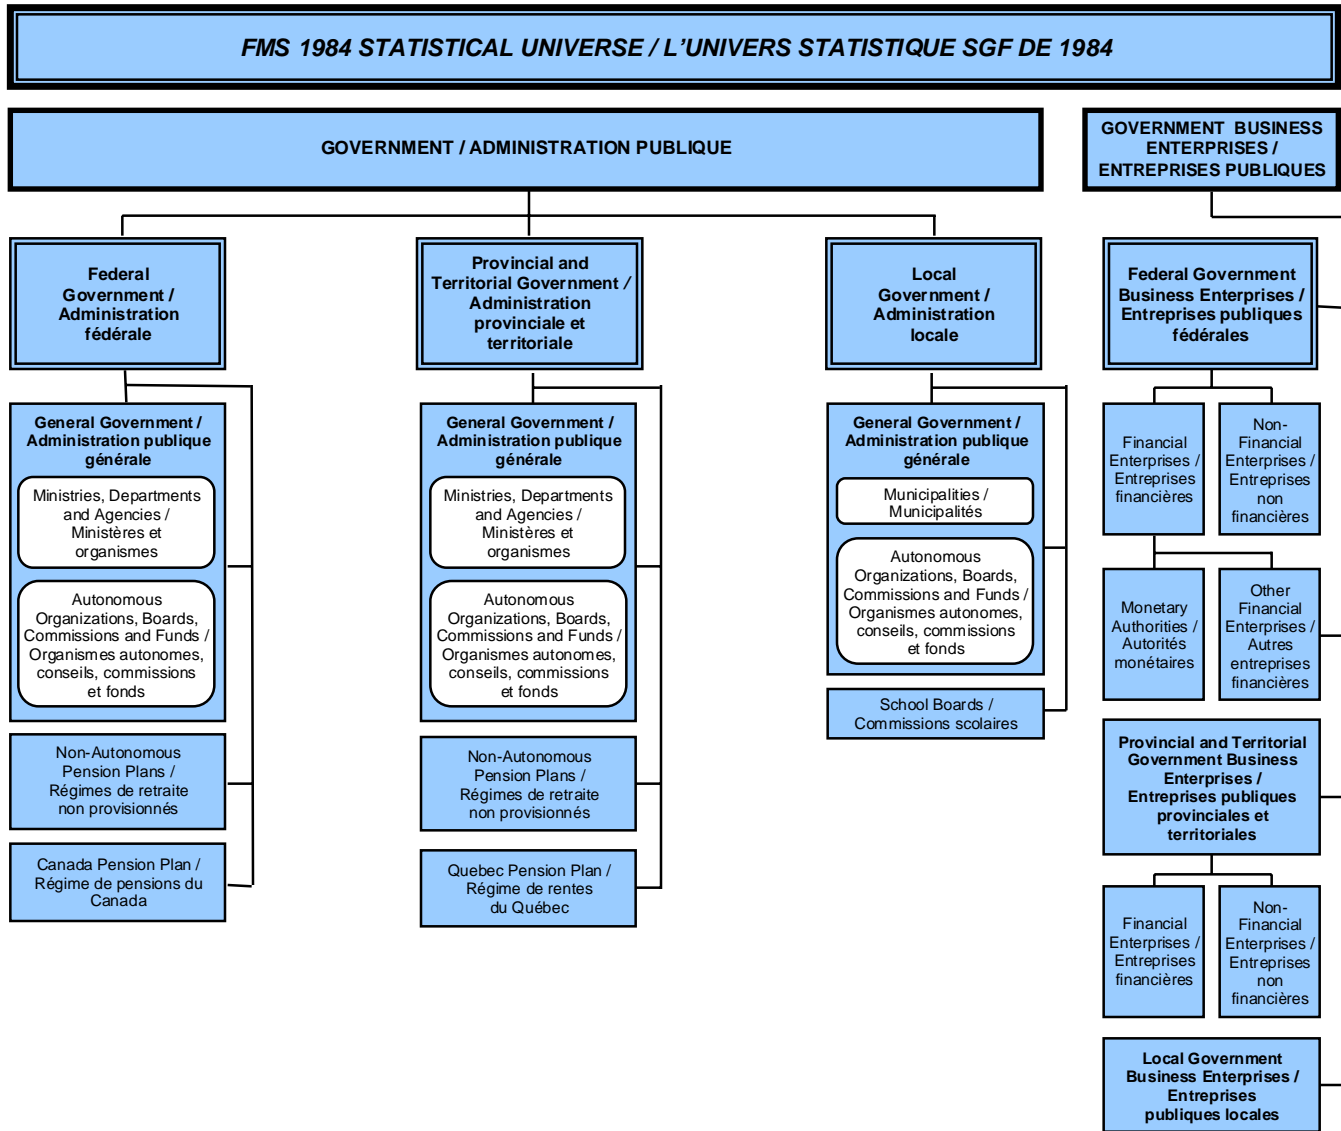 FMS 1984 STATISTICAL UNIVERSE / L'UNIVERS STATISTIQUE SGF DE 1984
GOVERNMENT / ADMINISTRATION PUBLIQUE
GOVERNMENT BUSINESS
ENTERPRISES /
ENTREPRISES PUBLIQUES
Federal
Government /
Administration
fédérale
Provincial and
Territorial Government /
Administration
provinciale et
territoriale
Local
Government /
Administration
locale
Federal Government
Business Enterprises /
Entreprises publiques
fédérales
General Government /
Administration publique
générale
Ministries, Departments
and Agencies /
Ministères et
organismes
Autonomous
Organizations, Boards,
Commissions and Funds /
Organismes autonomes,
conseils, commissions
et fonds
Non-Autonomous
Pension Plans /
Régimes de retraite
non provisionnés
Canada Pension Plan /
Régime de pensions du
Canada
General Government /
Administration publique
générale
Ministries, Departments
and Agencies /
Ministères et
organismes
Autonomous
Organizations, Boards,
Commissions and Funds /
Organismes autonomes,
conseils, commissions
et fonds
Non-Autonomous
Pension Plans /
Régimes de retraite
non provisionnés
Quebec Pension Plan /
Régime de rentes
du Québec
General Government /
Administration publique
générale
Municipalities /
Municipalités
Autonomous
Organizations, Boards,
Commissions and Funds /
Organismes autonomes,
conseils, commissions
et fonds
School Boards /
Commissions scolaires
Financial
Enterprises /
Entreprises
financières
Non-
Financial
Enterprises /
Entreprises
non
financières
Monetary
Authorities /
Autorités
monétaires
Other
Financial
Enterprises /
Autres
entreprises
financières
Provincial and Territorial
Government Business
Enterprises /
Entreprises publiques
provinciales et
territoriales
Financial
Enterprises /
Entreprises
financières
Non-
Financial
Enterprises /
Entreprises
non
financières
Local Government
Business Enterprises /
Entreprises
publiques locales